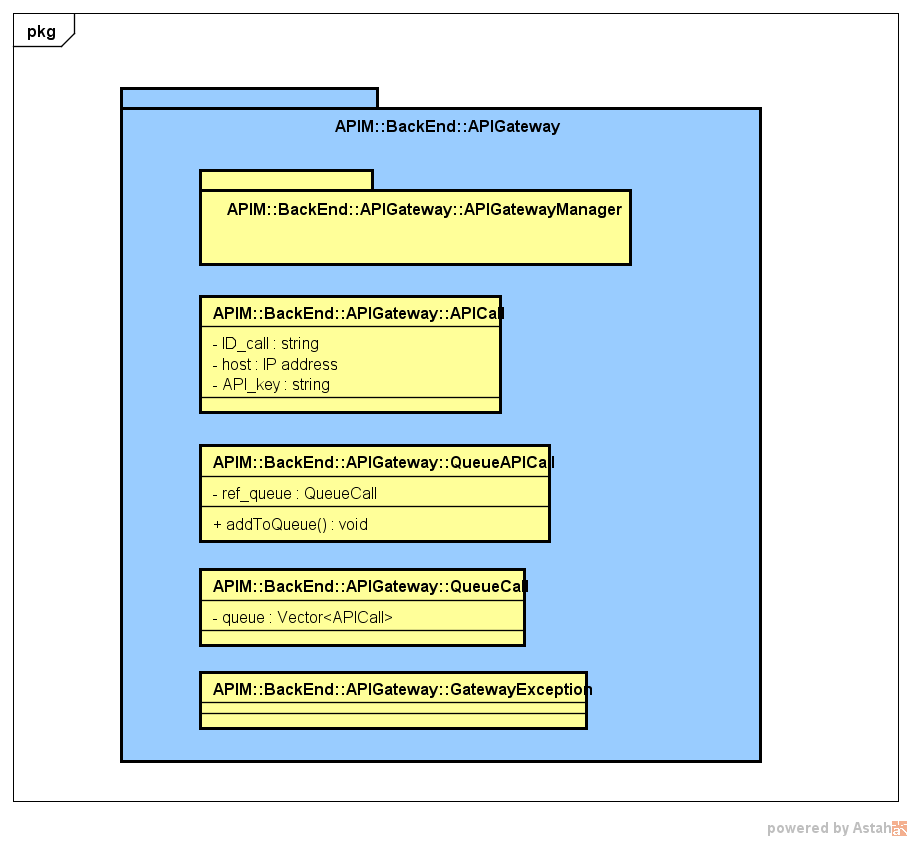 pkg
APIM::BackEnd::APIGateway
APIM::BackEnd::APIGateway::APIGatewayManager
APIM::BackEnd::APIGateway::APICall
- ID_call : string
- host : IP address
- API_key : string
APIM::BackEnd::APIGateway::QueueAPICall
- ref_queue : QueueCall
+ addToQueue() : void
APIM::BackEnd::APIGateway::QueueCall
- queue : Vector<APICall>
APIM::BackEnd::APIGateway::GatewayException
powered by Astah